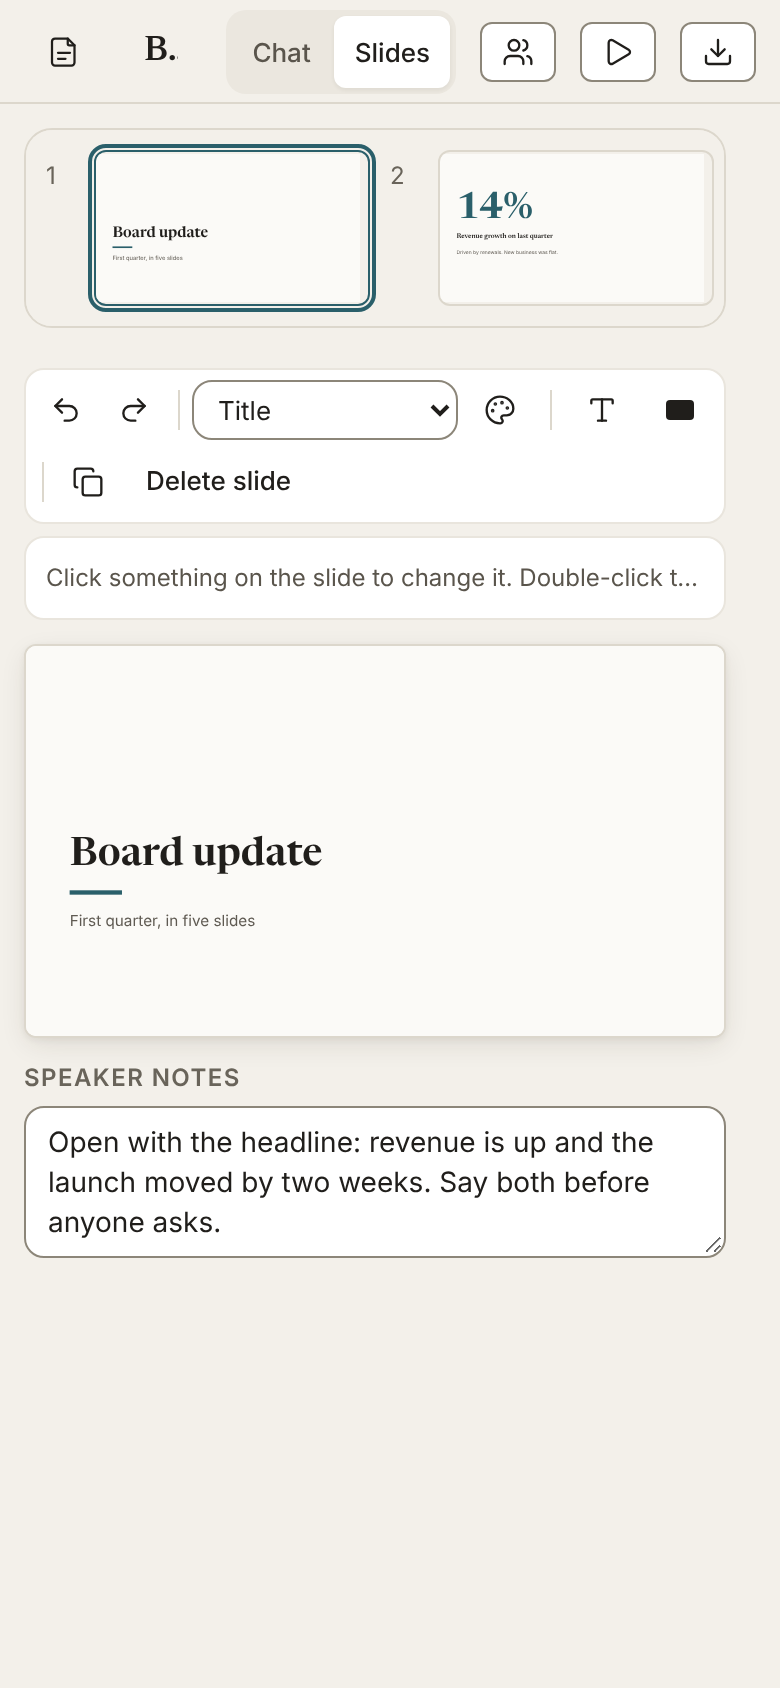 B.
Chat
Slides
1
Board update
First quarter, in five slides
2
14%
Revenue growth on last quarter
Driven by renewals. New business was flat.
Title
Delete slide
Click something on the slide to change it. Double-click t...
Board update
First quarter, in five slides
SPEAKER NOTES
Open with the headline: revenue is up and the
launch moved by two weeks. Say both before
anyone asks.